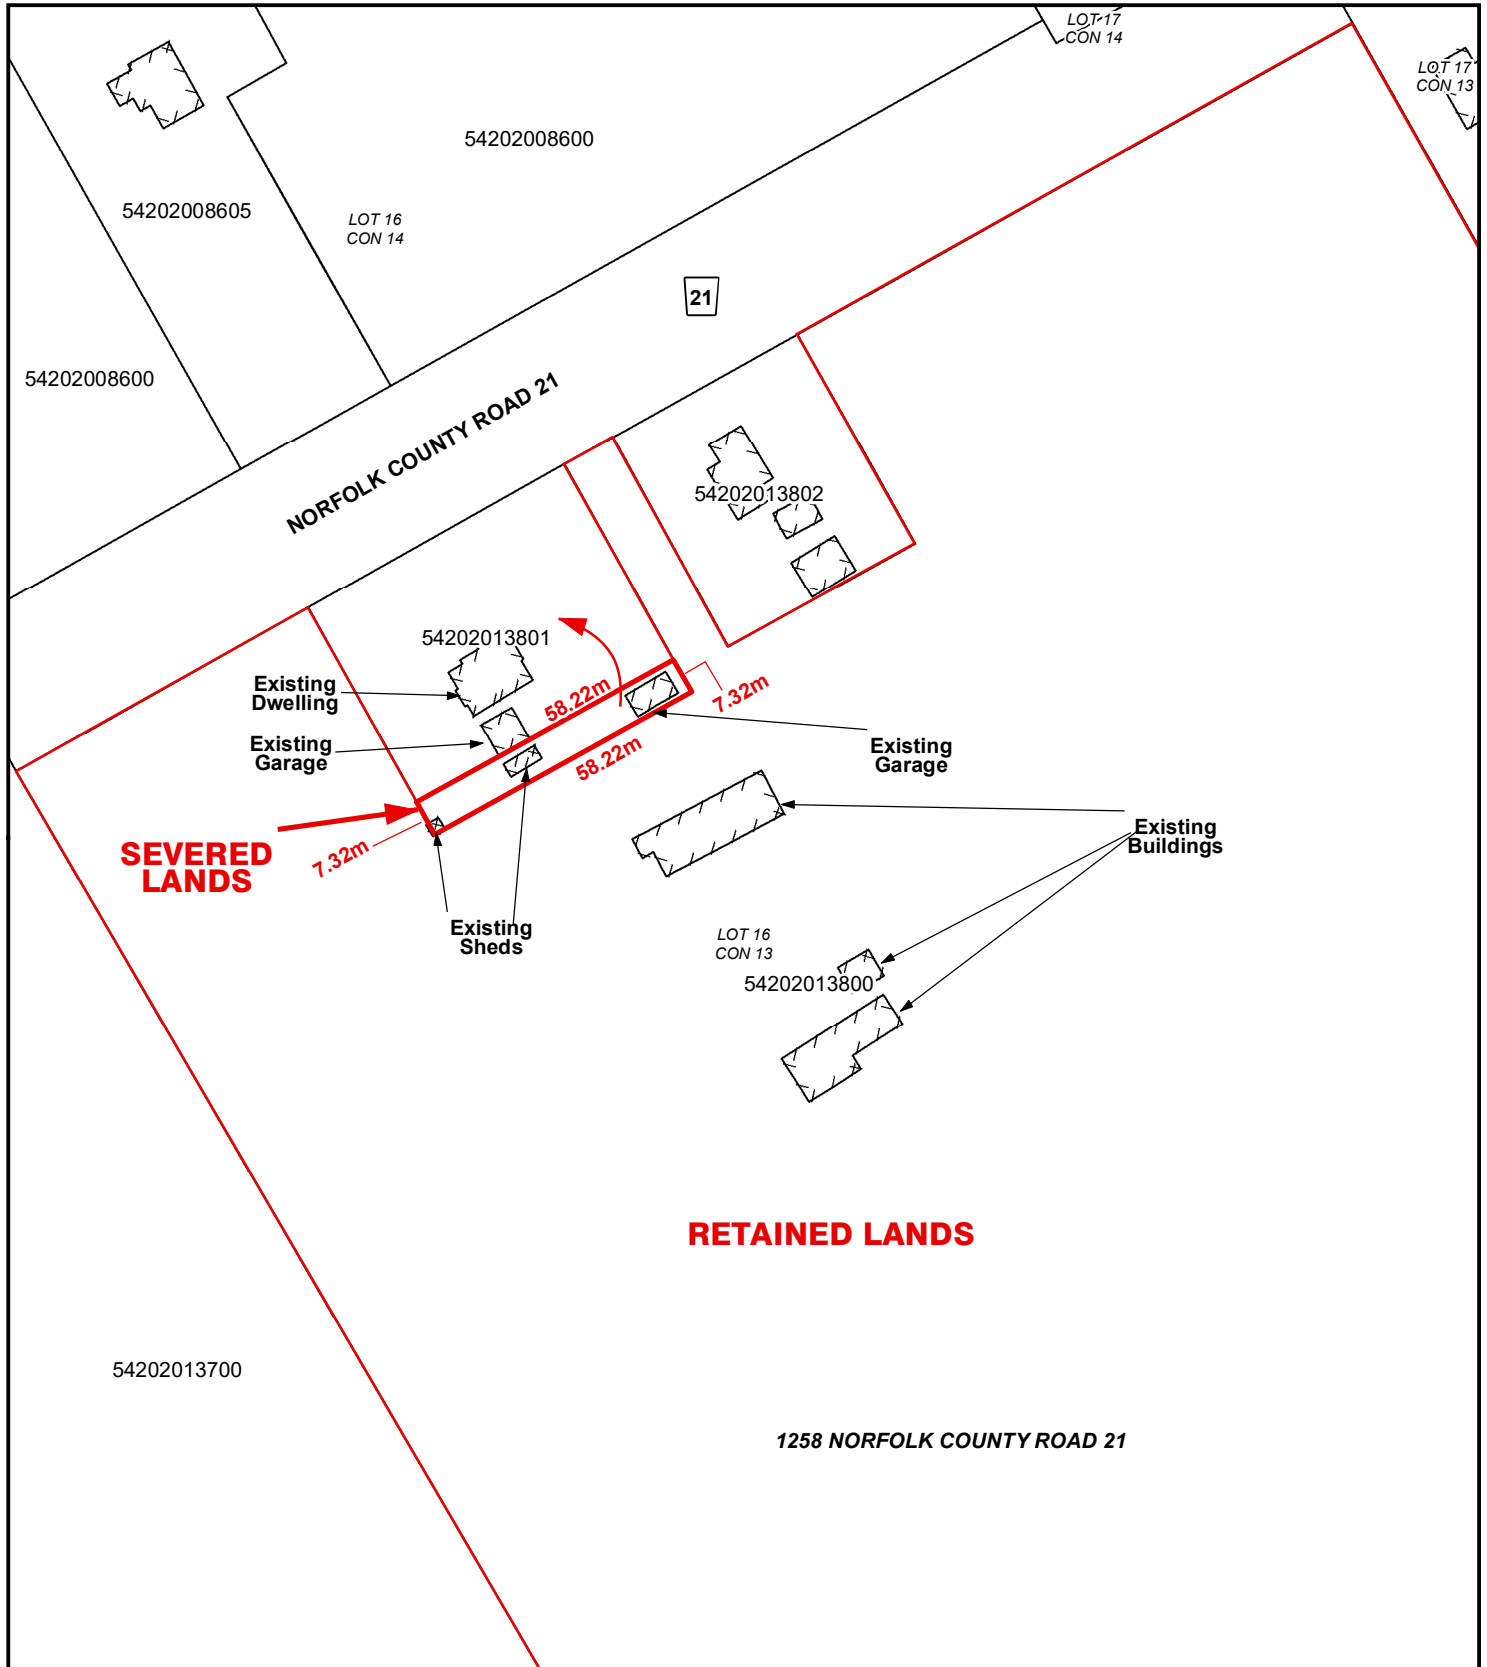 LOT 17
CON 14
LOT 17
CON 13
54202008600
54202008605
LOT 16
CON 14
21
54202008600
NORFOLK COUNTY ROAD 21
54202013802
54202013801
Existing
Dwelling
58.22m
7.32m
Existing
Garage
58.22m
Existing
Garage
SEVERED
LANDS
7.32m
Existing
Buildings
Existing
Sheds
LOT 16
CON 13
54202013800
RETAINED LANDS
54202013700
1258 NORFOLK COUNTY ROAD 21